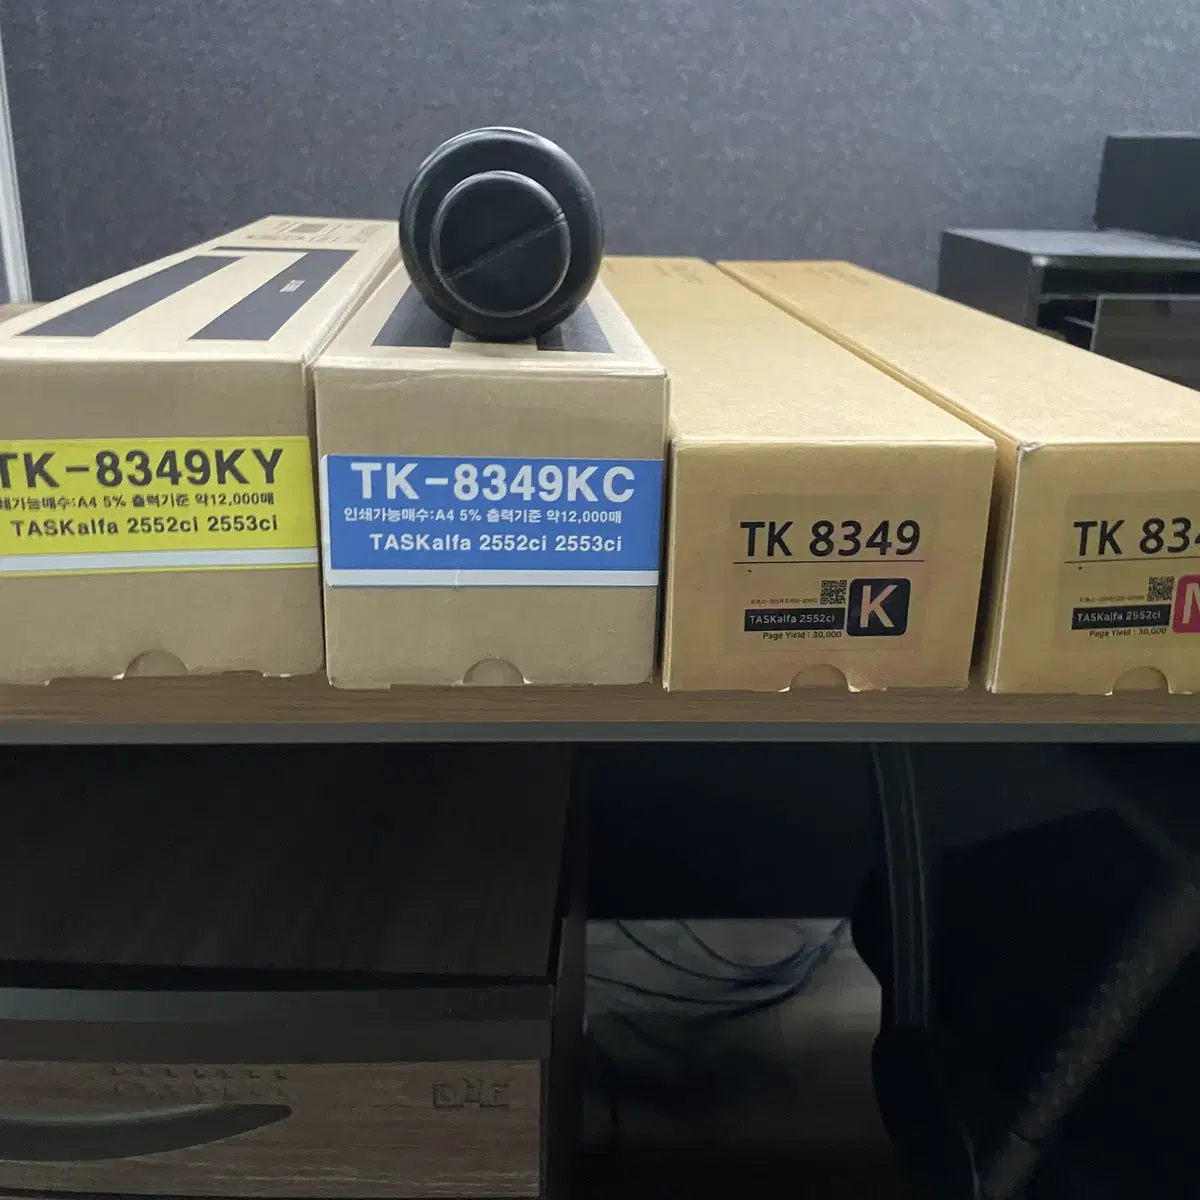 TK-8349KY
쇄가능매수:A4 5% 출력기준 약12,000매
TASKalfa 2552ci 2553ci
TK-8349KC
인쇄가능매수:A4 5% 출력기준 약12,000매
TASKalfa 2552ci 2553ci
TK 8349
TASKalfa 2552ci
K
Page Yield : 30,000
TK 834
TASKalfa 2552ci
M
Page Yield : 30,000